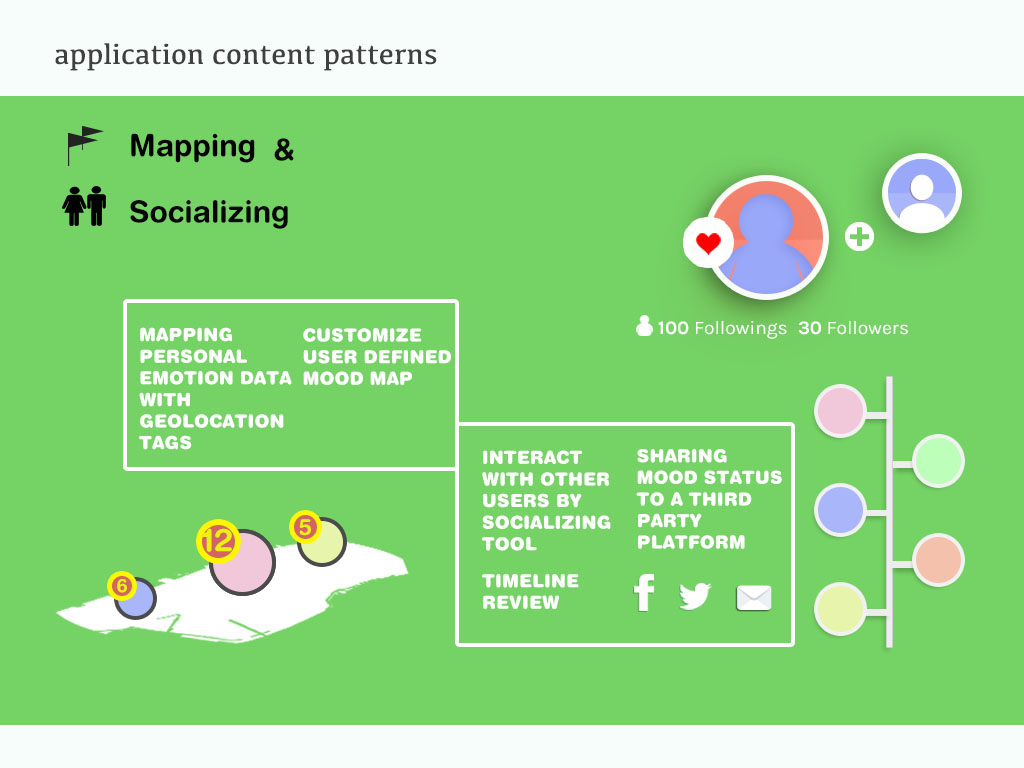 application content patterns
Mapping &
Socializing
100 Followings 30 Followers
MAPPING
PERSONAL
EMOTION DATA
WITH
GEOLOCATION
TAGS
CUSTOMIZE
USER DEFINED
MOOD MAP
INTERACT
WITH OTHER
USERS BY
SOCIALIZING
TOOL
TIMELINE
REVIEW
SHARING
MOOD STATUS
TO A THIRD
PARTY
PLATFORM
f
12
5
6